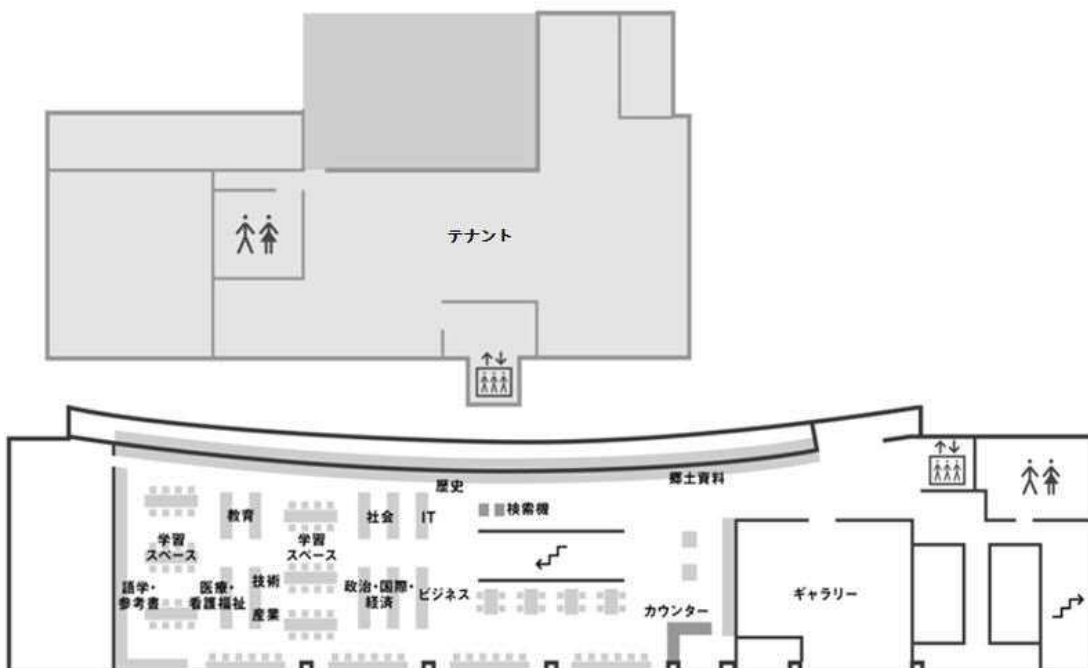 テナント
歴史
郷土資料
検索機
教育
社会
IT
学習
スペース
学習
スペース
語学・
参考書
医療・
看護福祉
技術
産業
政治・国際・
経済
ビジネス
カウンター
ギャラリー